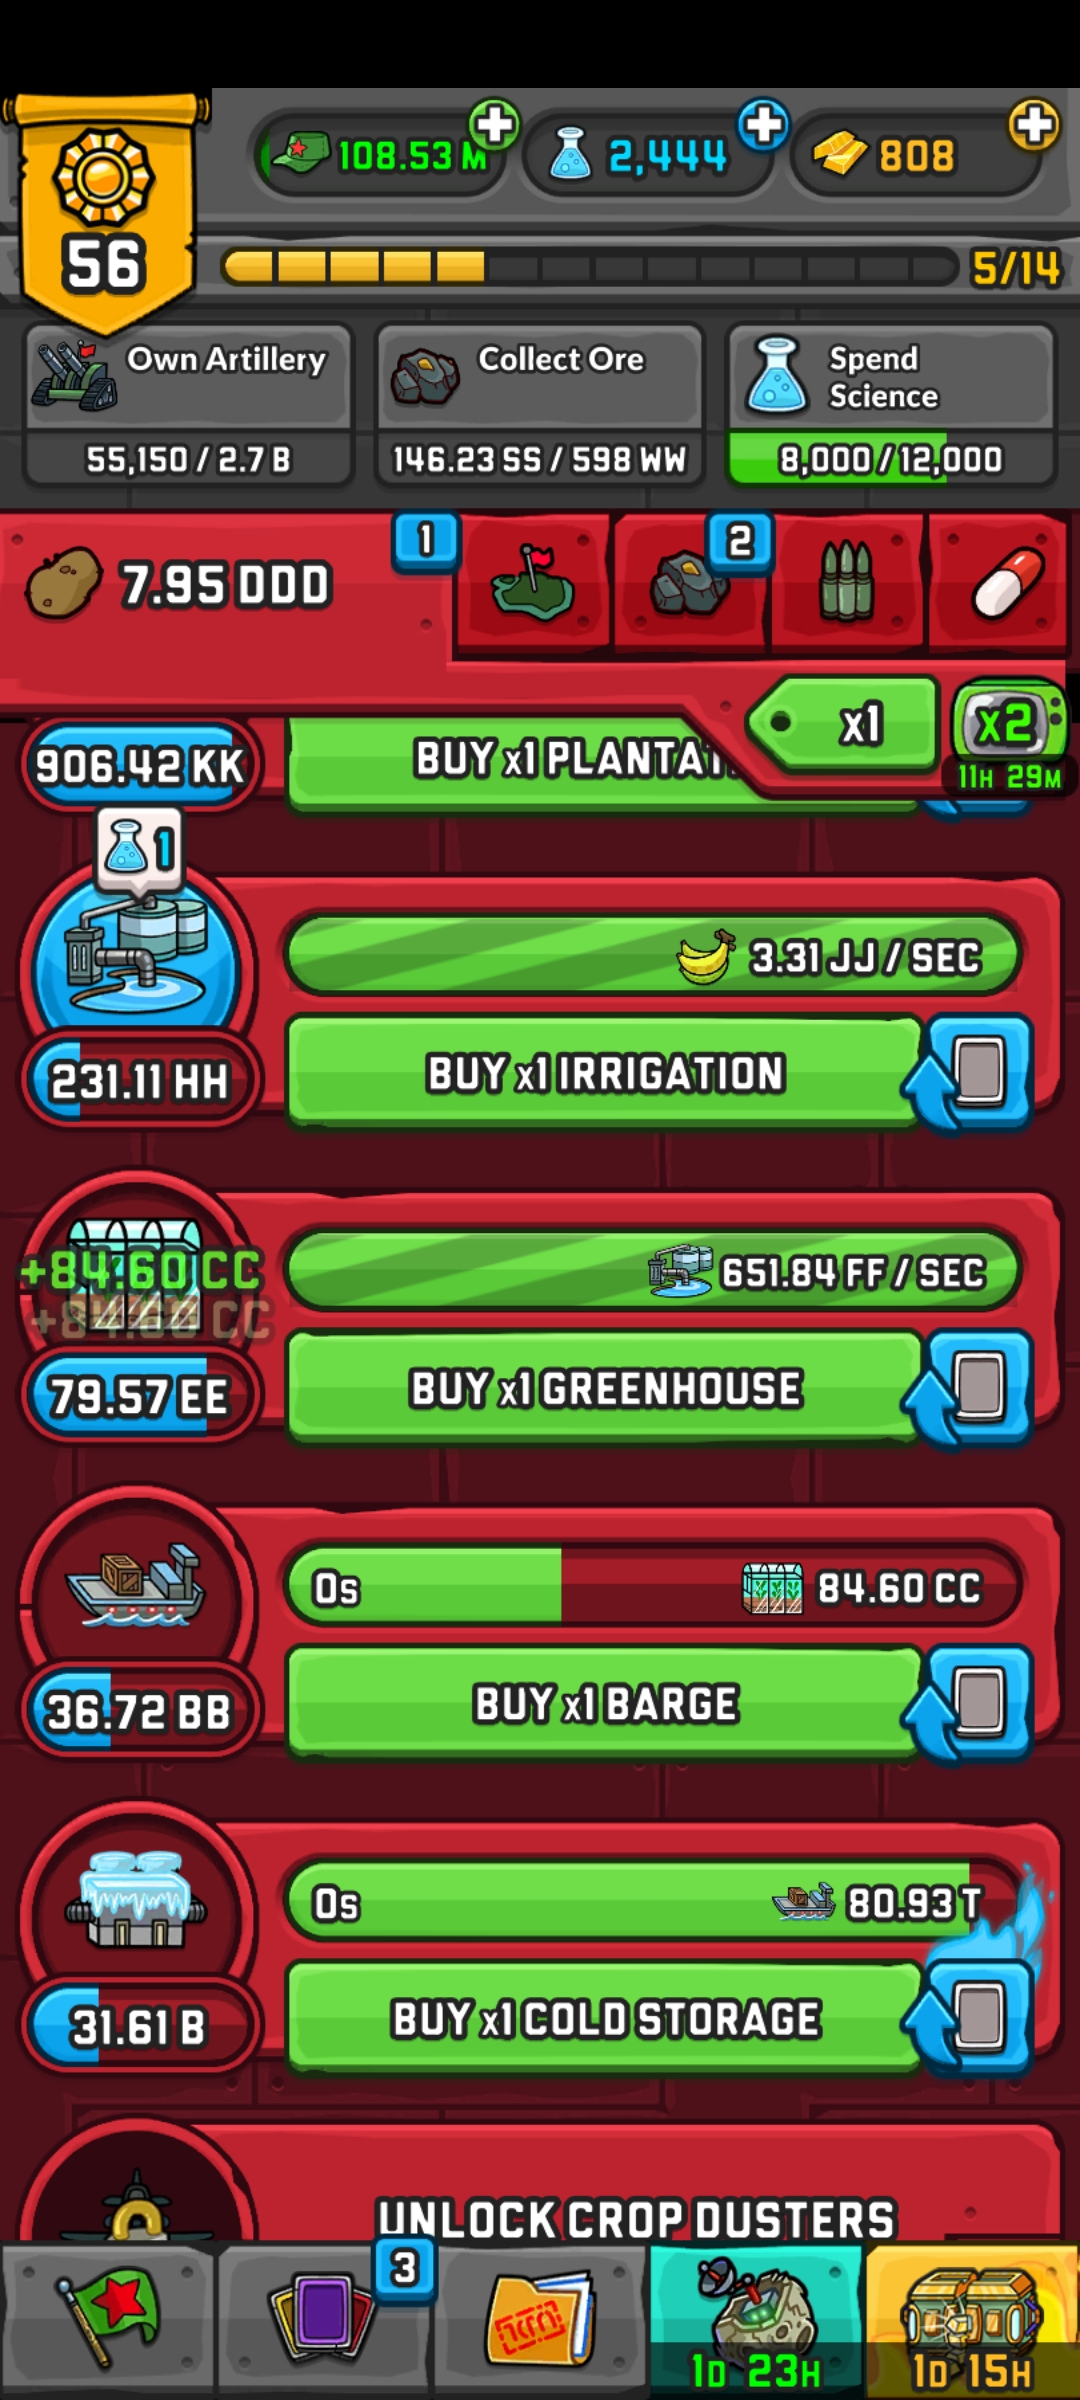 108.53 M
2,444
808
56
5/14
Own Artillery
55,150 / 2.7 B
Collect Ore
146.23 SS / 598 WW
Spend
Science
8,000 / 12,000
7.95 DDD
1
2
x1
x2
11H 29M
906.42 KK
BUY x1 PLANTAT
1
3.31 JJ / SEC
231.11 HH
BUY x1 IRRIGATION
+84.60 CC
+84.60 CC
651.84 FF / SEC
79.57 EE
BUY x1 GREENHOUSE
0s
84.60 CC
36.72 BB
BUY x1 BARGE
0s
80.93 T
31.61 B
BUY x1 COLD STORAGE
UNLOCK CROP DUSTERS
3
1D 23H
1D 15H